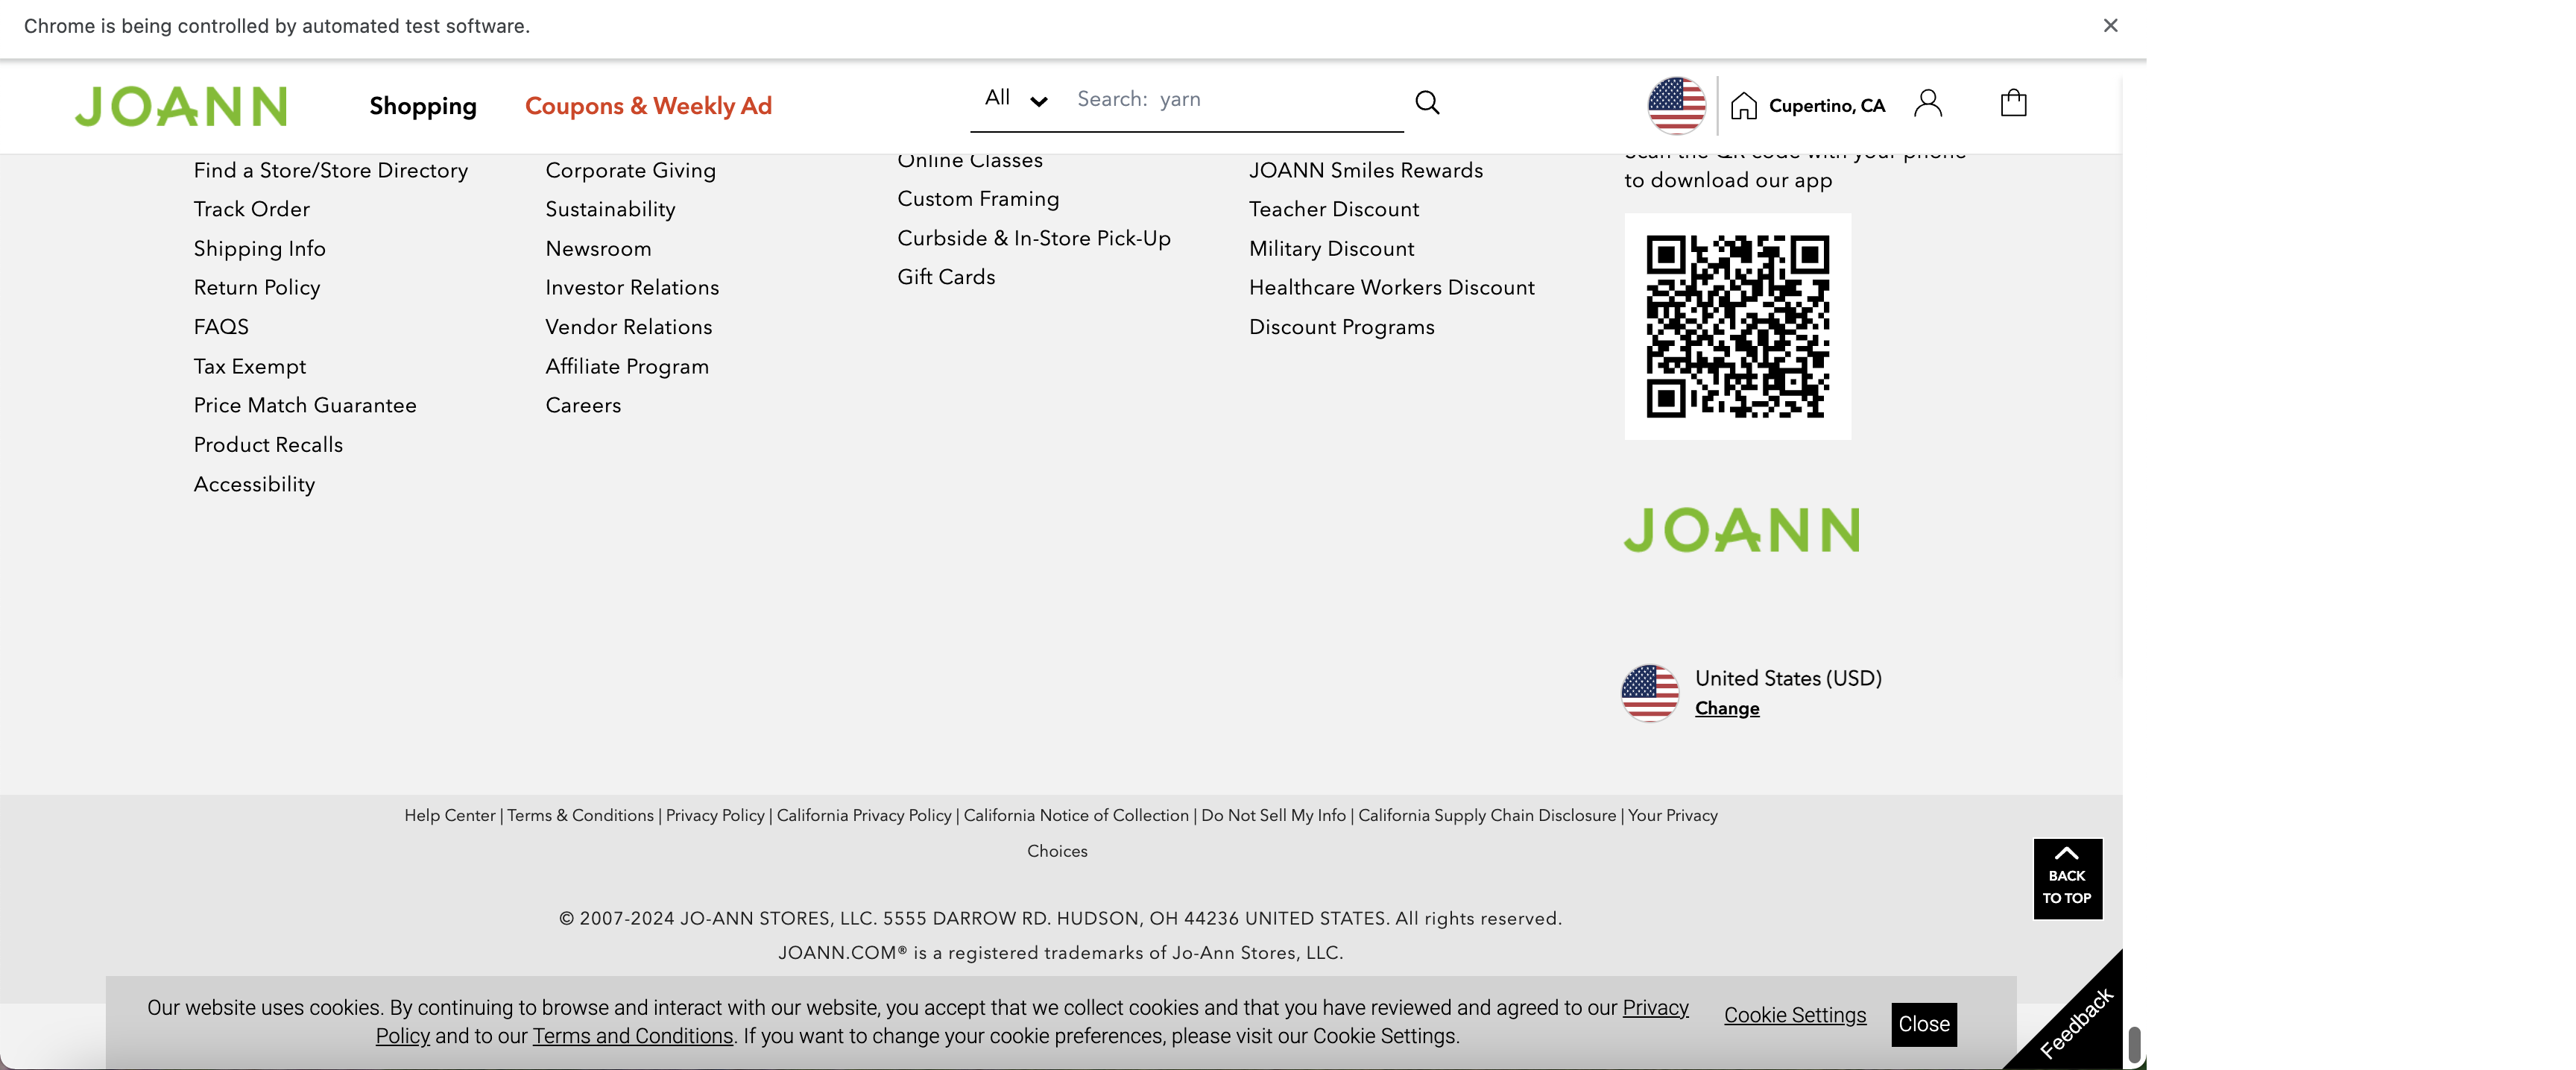 Chrome is being controlled by automated test software.
JOANN
Shopping
Coupons & Weekly Ad
All
Search: yarn
Cupertino, CA
Find a Store/Store Directory
Track Order
Shipping Info
Return Policy
FAQS
Tax Exempt
Price Match Guarantee
Product Recalls
Accessibility
Corporate Giving
Sustainability
Newsroom
Investor Relations
Vendor Relations
Affiliate Program
Careers
Online Classes
Custom Framing
Curbside & In-Store Pick-Up
Gift Cards
JOANN Smiles Rewards
Teacher Discount
Military Discount
Healthcare Workers Discount
Discount Programs
Scan the QR code with your phone
to download our app
JOANN
United States (USD)
Change
Help Center | Terms & Conditions | Privacy Policy | California Privacy Policy | California Notice of Collection | Do Not Sell My Info | California Supply Chain Disclosure | Your Privacy
Choices
BACK
TO TOP
© 2007-2024 JO-ANN STORES, LLC. 5555 DARROW RD. HUDSON, OH 44236 UNITED STATES. All rights reserved.
JOANN.COM® is a registered trademarks of Jo-Ann Stores, LLC.
Our website uses cookies. By continuing to browse and interact with our website, you accept that we collect cookies and that you have reviewed and agreed to our Privacy
Policy and to our Terms and Conditions. If you want to change your cookie preferences, please visit our Cookie Settings.
Cookie Settings
Close
Feedback